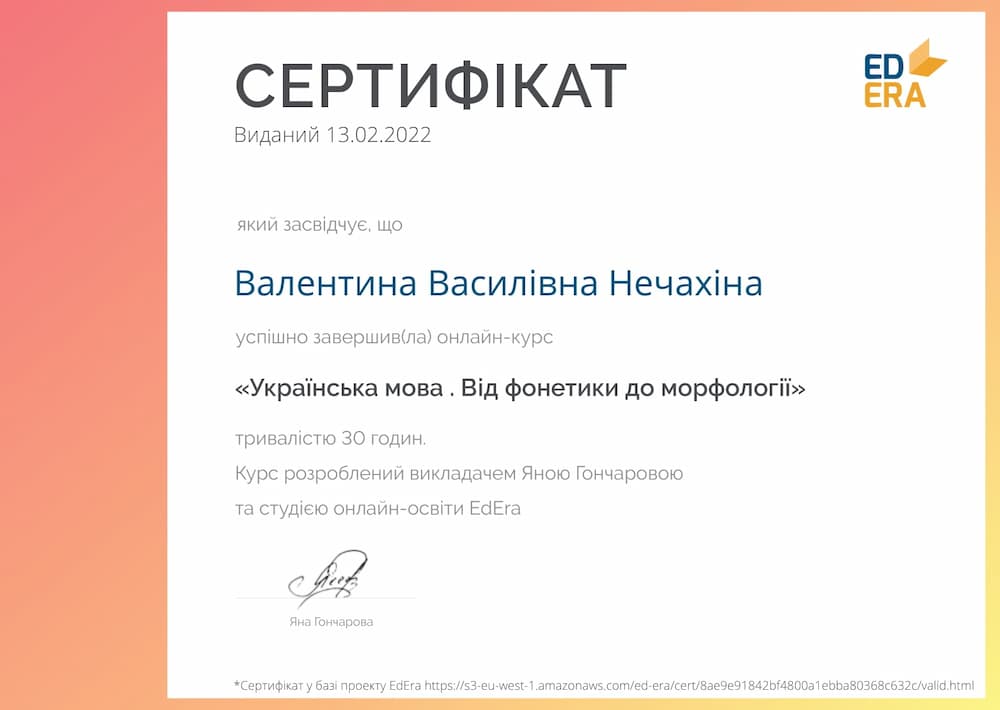 СЕРТИФІКАТ
ED
ERA
Виданий 13.02.2022
який засвідчує, що
Валентина Василівна Нечахіна
успішно завершив(ла) онлайн-курс
«Українська мова . Від фонетики до морфології»
тривалістю 30 годин.
Курс розроблений викладачем Яною Гончаровою
та студією онлайн-освіти EdEra
Яна Гончарова
*Сертифікат у базі проекту EdEra https://s3-eu-west-1.amazonaws.com/ed-era/cert/8ae9e91842bf4800a1ebba80368c632c/valid.html